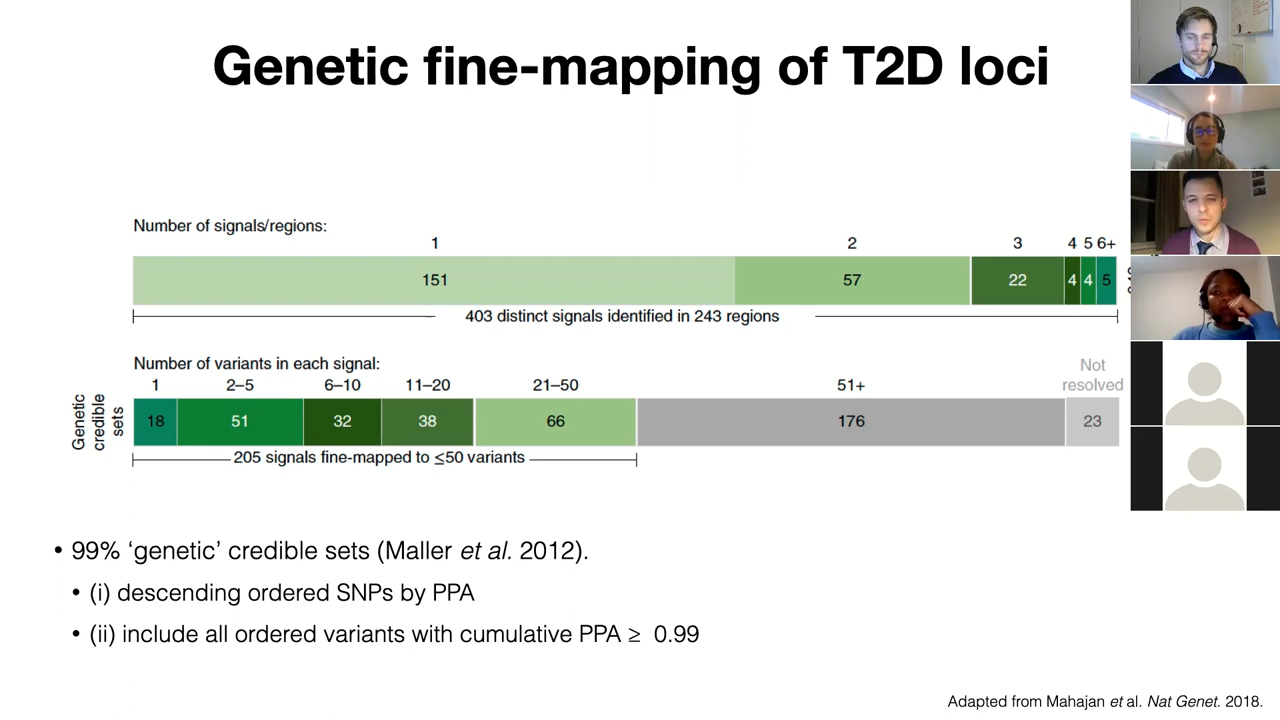 Genetic fine-mapping of T2D loci
Number of signals/regions:
1 2 3 4 5 6+
151 57 22 4 4 5
403 distinct signals identified in 243 regions
Number of variants in each signal:
Not
resolved
1 2–5 6–10 11–20 21–50 51+
Genetic
credible
sets
18 51 32 38 66 176 23
205 signals fine-mapped to ≤50 variants
• 99% ‘genetic’ credible sets (Maller et al. 2012).
• (i) descending ordered SNPs by PPA
• (ii) include all ordered variants with cumulative PPA ≥ 0.99
Adapted from Mahajan et al. Nat Genet. 2018.